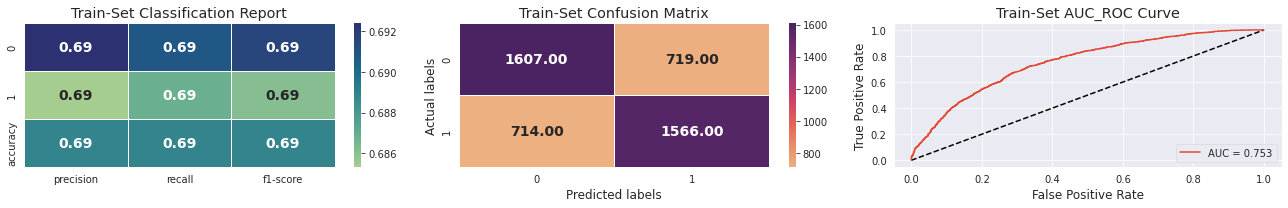 Train-Set Classification Report
0
1
accuracy
0.69 0.69 0.69
0.69 0.69 0.69
0.69 0.69 0.69
precision recall f1-score
0.692
0.690
0.688
0.686
Train-Set Confusion Matrix
Actual labels
0
1
1607.00 719.00
714.00 1566.00
0 1
Predicted labels
1600
1400
1200
1000
800
Train-Set AUC_ROC Curve
True Positive Rate
1.0
0.8
0.6
0.4
0.2
0.0
AUC = 0.753
0.0 0.2 0.4 0.6 0.8 1.0
False Positive Rate